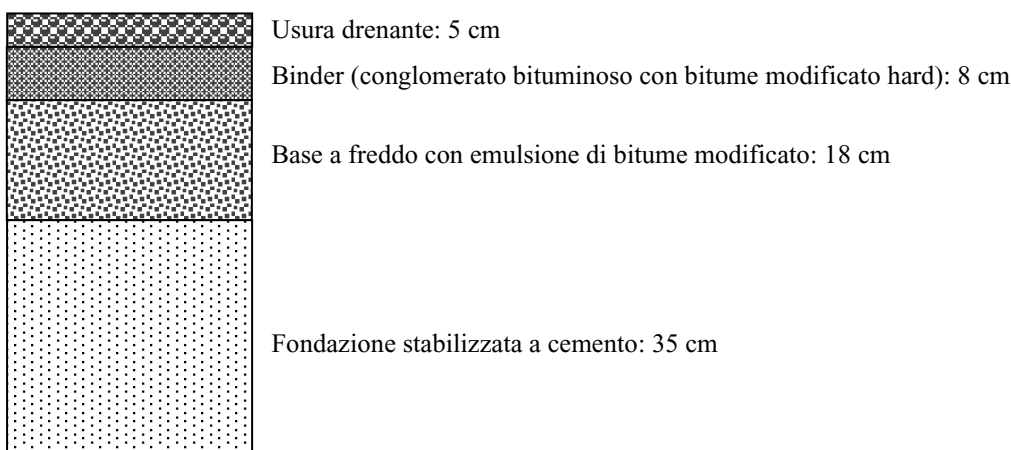 Usura drenante: 5 cm
Binder (conglomerato bituminoso con bitume modificato hard): 8 cm
Base a freddo con emulsione di bitume modificato: 18 cm
Fondazione stabilizzata a cemento: 35 cm